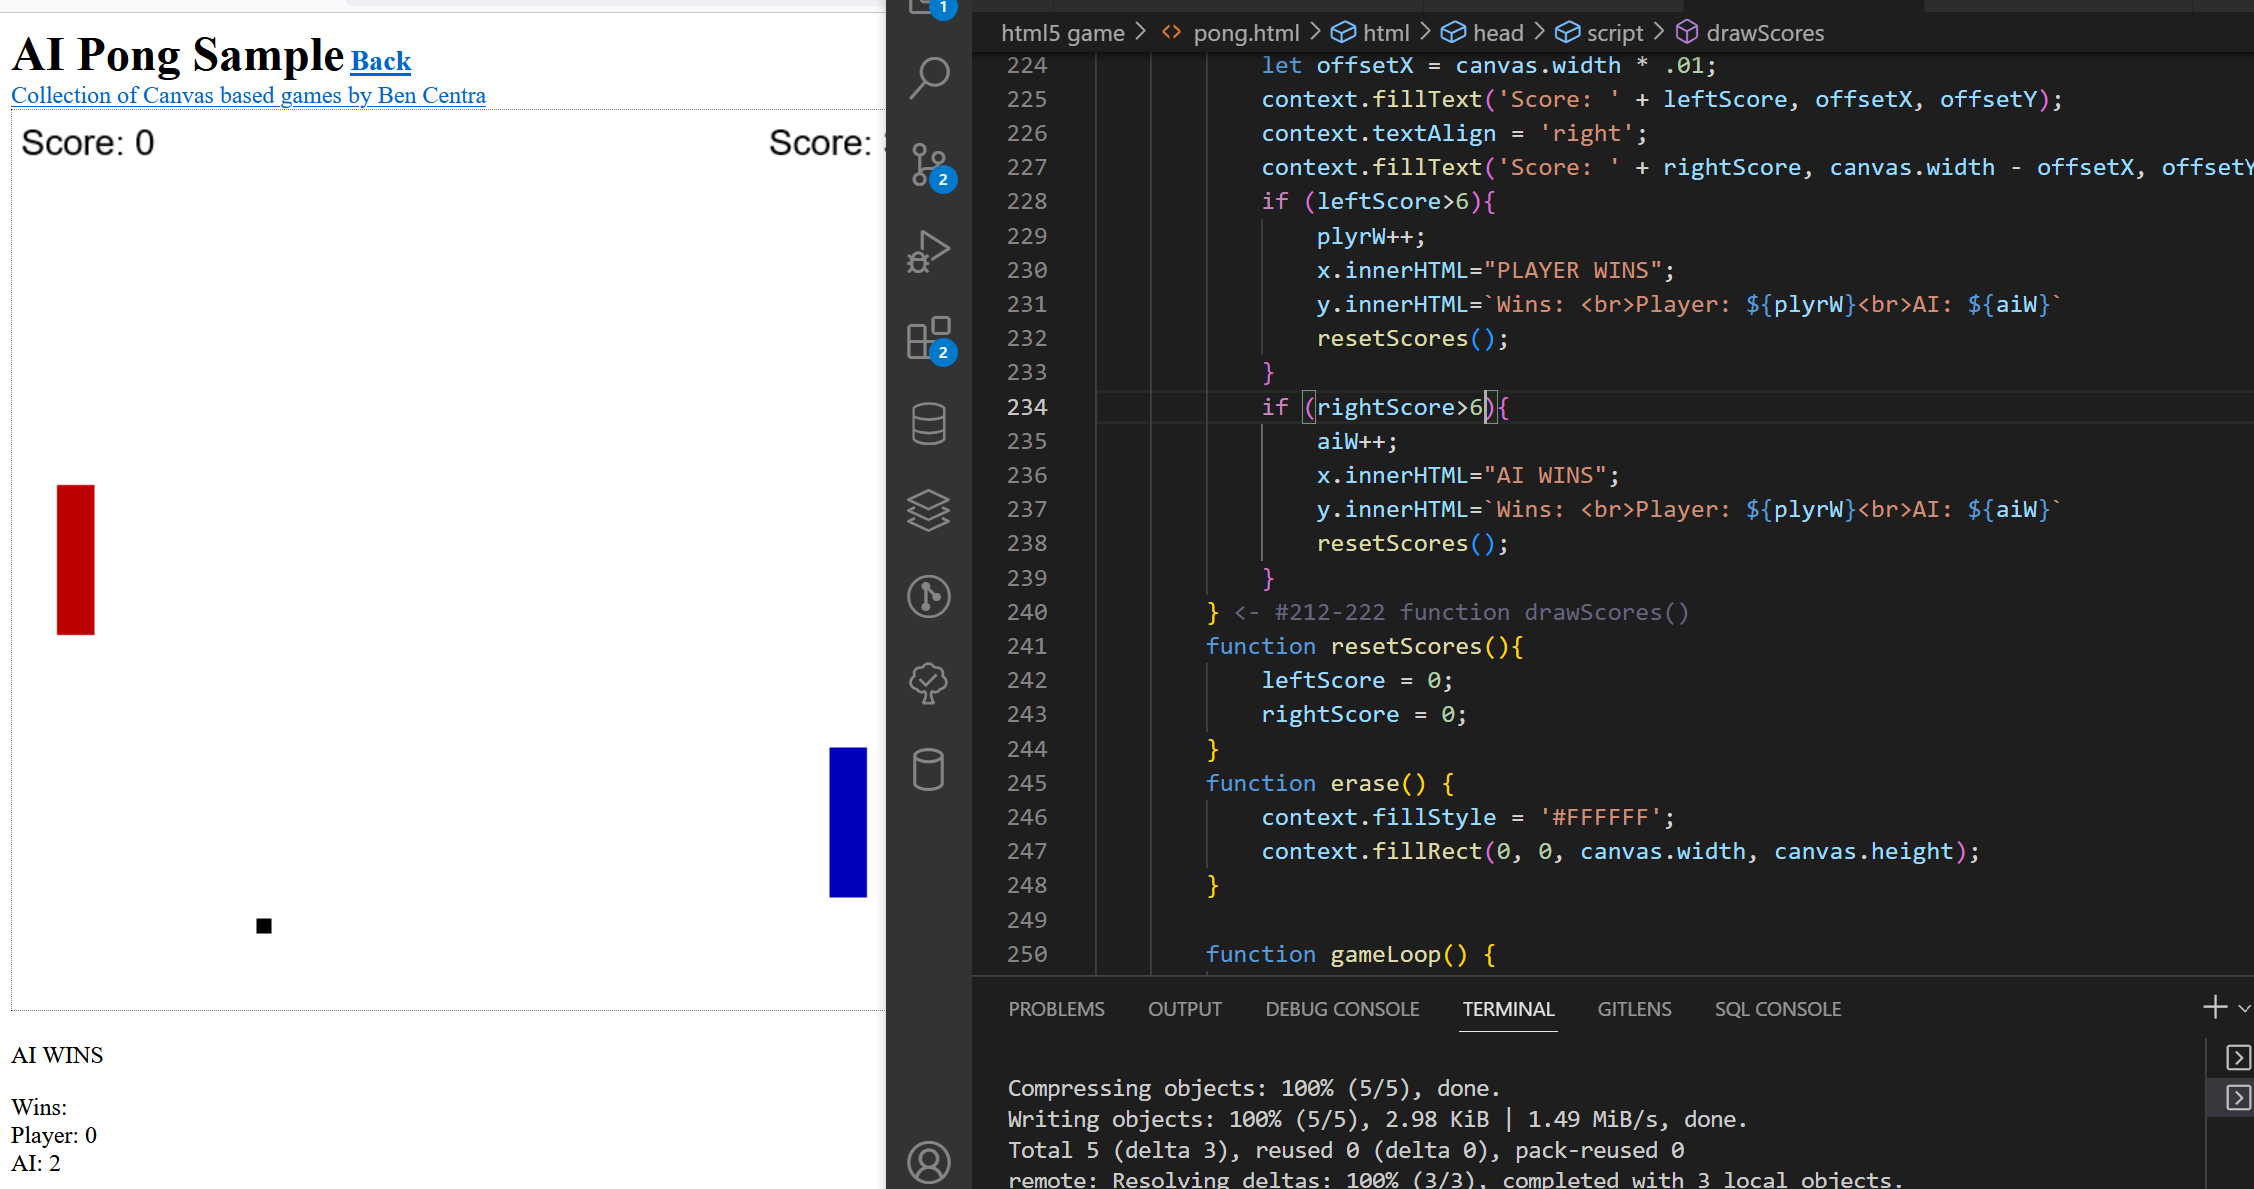 AI Pong Sample Back
Collection of Canvas based games by Ben Centra
Score: 0
Score:
AI WINS
Wins:
Player: 0
AI: 2
1
2
2
html5 game > <> pong.html > html > head > script > drawScores
224 let offsetX = canvas.width * .01;
225 context.fillText('Score: ' + leftScore, offsetX, offsetY);
226 context.textAlign = 'right';
227 context.fillText('Score: ' + rightScore, canvas.width - offsetX, offsetY
228 if (leftScore>6){
229 plyrW++;
230 x.innerHTML="PLAYER WINS";
231 y.innerHTML=`Wins: <br>Player: ${plyrW}<br>AI: ${aiW}`
232 resetScores();
233 }
234 if (rightScore>6){
235 aiW++;
236 x.innerHTML="AI WINS";
237 y.innerHTML=`Wins: <br>Player: ${plyrW}<br>AI: ${aiW}`
238 resetScores();
239 }
240 } <- #212-222 function drawScores()
241 function resetScores(){
242 leftScore = 0;
243 rightScore = 0;
244 }
245 function erase() {
246 context.fillStyle = '#FFFFFF';
247 context.fillRect(0, 0, canvas.width, canvas.height);
248 }
249
250 function gameLoop() {
PROBLEMS OUTPUT DEBUG CONSOLE TERMINAL GITLENS SQL CONSOLE
Compressing objects: 100% (5/5), done.
Writing objects: 100% (5/5), 2.98 KiB | 1.49 MiB/s, done.
Total 5 (delta 3), reused 0 (delta 0), pack-reused 0
remote: Resolving deltas: 100% (3/3), completed with 3 local objects.